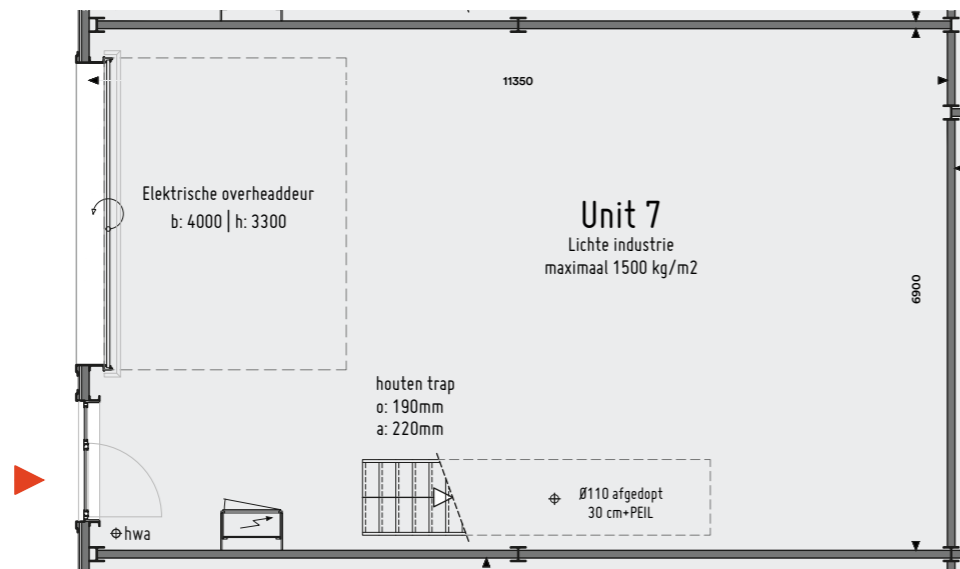 11350
Elektrische overheaddeur
b: 4000 | h: 3300
Unit 7
Lichte industrie
maximaal 1500 kg/m2
6900
houten trap
o: 190mm
a: 220mm
Ø110 afgedopt
30 cm+PEIL
hwa